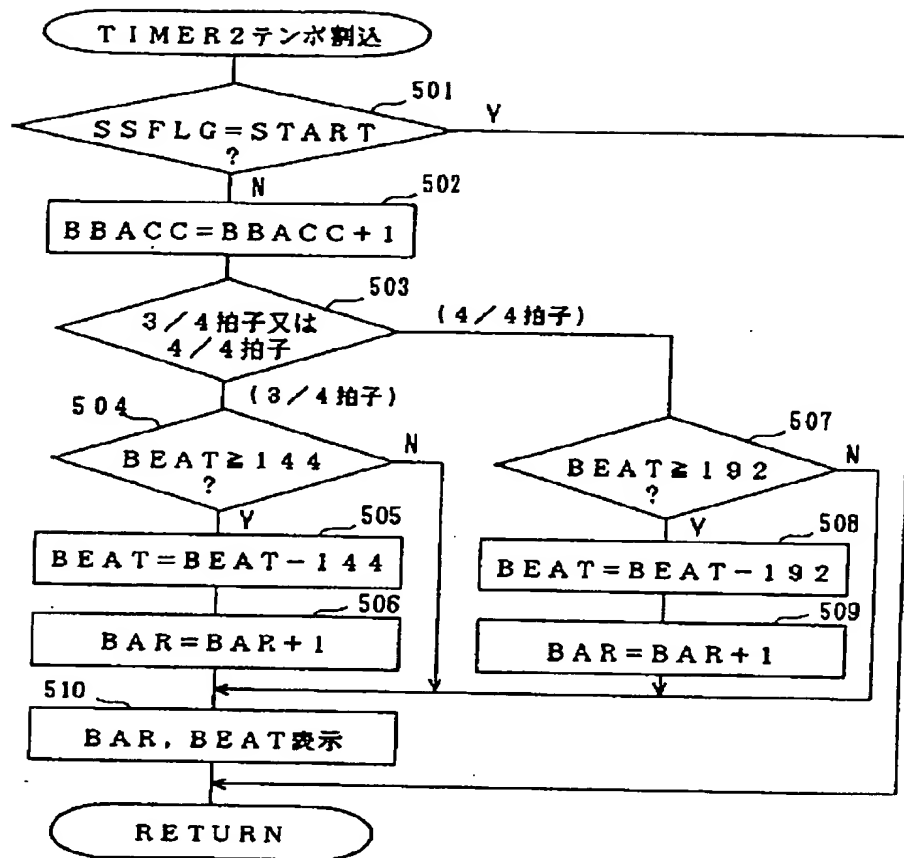 TIMER2テンポ割込
501
SSFLG=START
?
Y
N
502
BBACC=BBACC+1
503
3/4拍子又は
4/4拍子
(4/4拍子)
(3/4拍子)
504
BEAT≧144
?
N
Y
507
BEAT≧192
?
N
Y
505
BEAT=BEAT-144
508
BEAT=BEAT-192
506
BAR=BAR+1
509
BAR=BAR+1
510
BAR,BEAT表示
RETURN